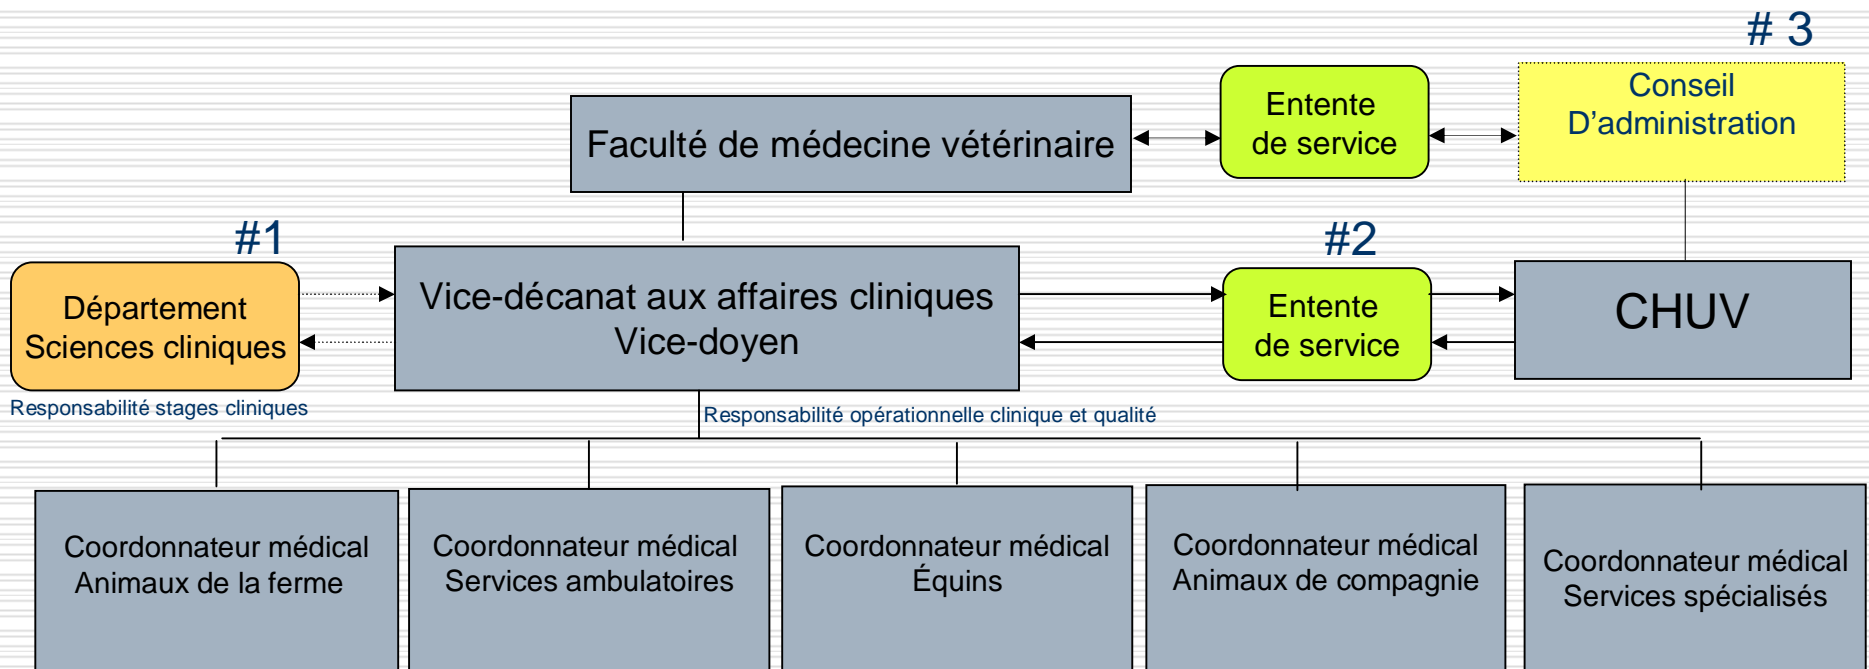 # 3
Conseil
D'administration
Entente
de service
Faculté de médecine vétérinaire
#1
#2
Département
Sciences cliniques
Vice-décanat aux affaires cliniques
Vice-doyen
Entente
de service
CHUV
Responsabilité stages cliniques
Responsabilité opérationnelle clinique et qualité
Coordonnateur médical
Animaux de la ferme
Coordonnateur médical
Services ambulatoires
Coordonnateur médical
Équins
Coordonnateur médical
Animaux de compagnie
Coordonnateur médical
Services spécialisés